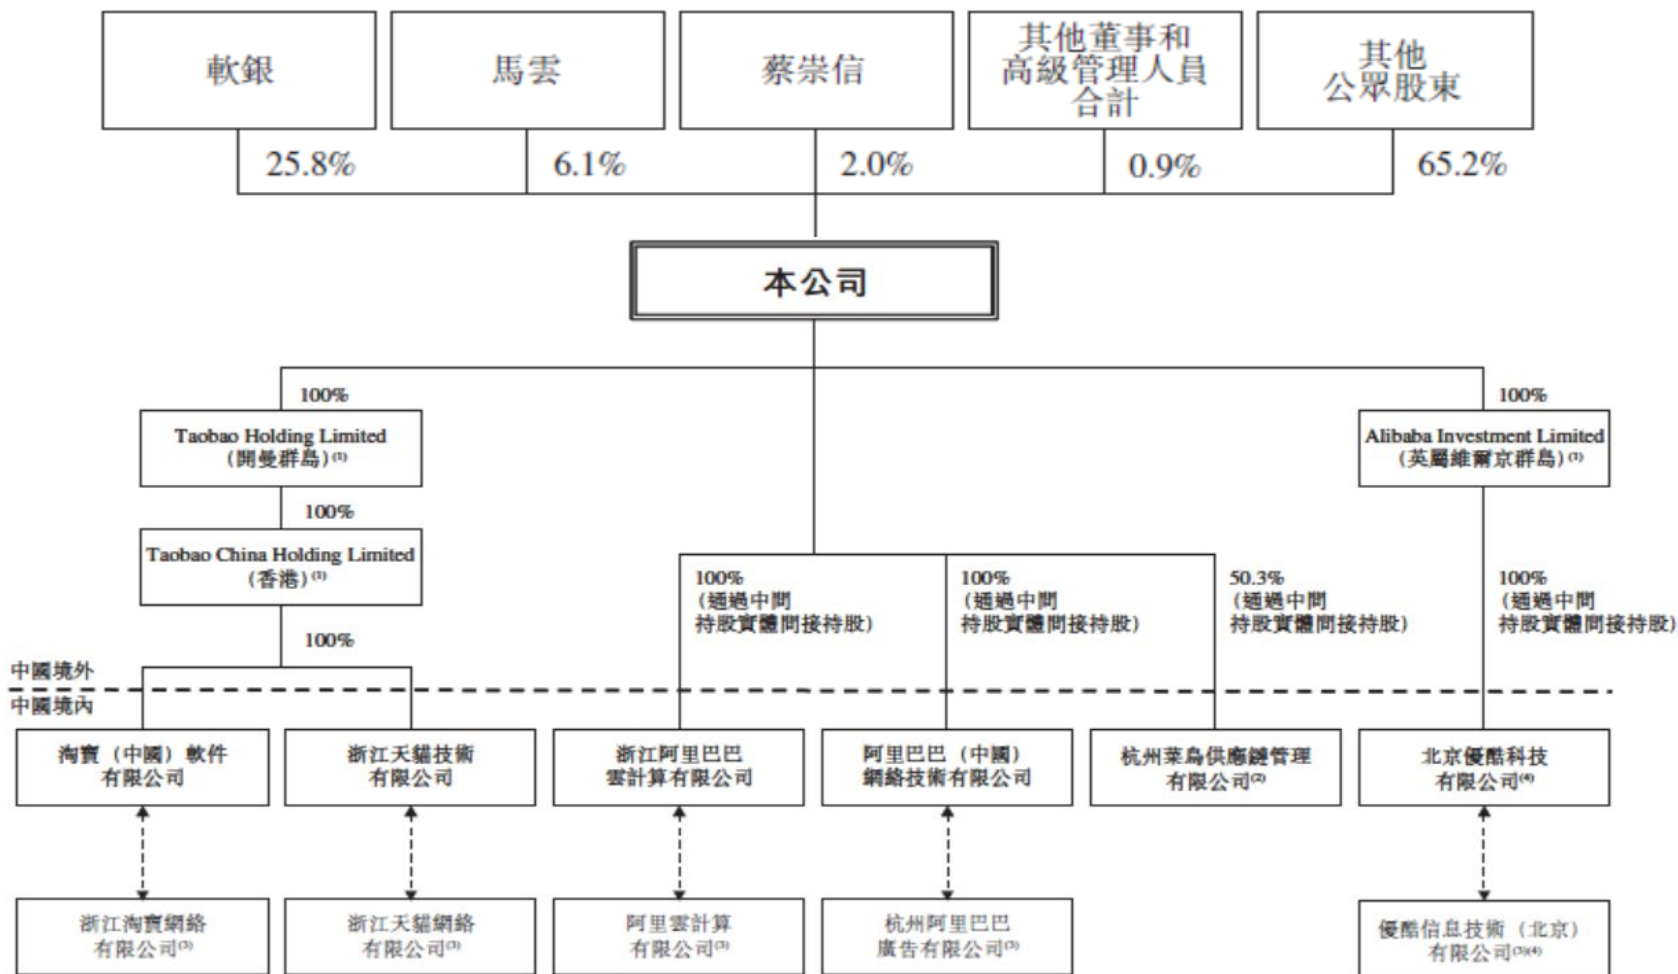 軟銀
馬雲
蔡崇信
其他董事和
高級管理人員
合計
其他
公眾股東
25.8%
6.1%
2.0%
0.9%
65.2%
本公司
100%
100%
Taobao Holding Limited
(開曼群島)(1)
Alibaba Investment Limited
(英屬維爾京群島)(1)
100%
Taobao China Holding Limited
(香港)(1)
100%
(通過中間
持股實體間接持股)
100%
(通過中間
持股實體間接持股)
50.3%
(通過中間
持股實體間接持股)
100%
(通過中間
持股實體間接持股)
100%
中國境外
中國境內
淘寶(中國)軟件
有限公司
浙江天貓技術
有限公司
浙江阿里巴巴
雲計算有限公司
阿里巴巴(中國)
網絡技術有限公司
杭州菜鳥供應鏈管理
有限公司(2)
北京優酷科技
有限公司(4)
浙江淘寶網絡
有限公司(3)
浙江天貓網絡
有限公司(3)
阿里雲計算
有限公司(3)
杭州阿里巴巴
廣告有限公司(3)
優酷信息技術(北京)
有限公司(3)(4)